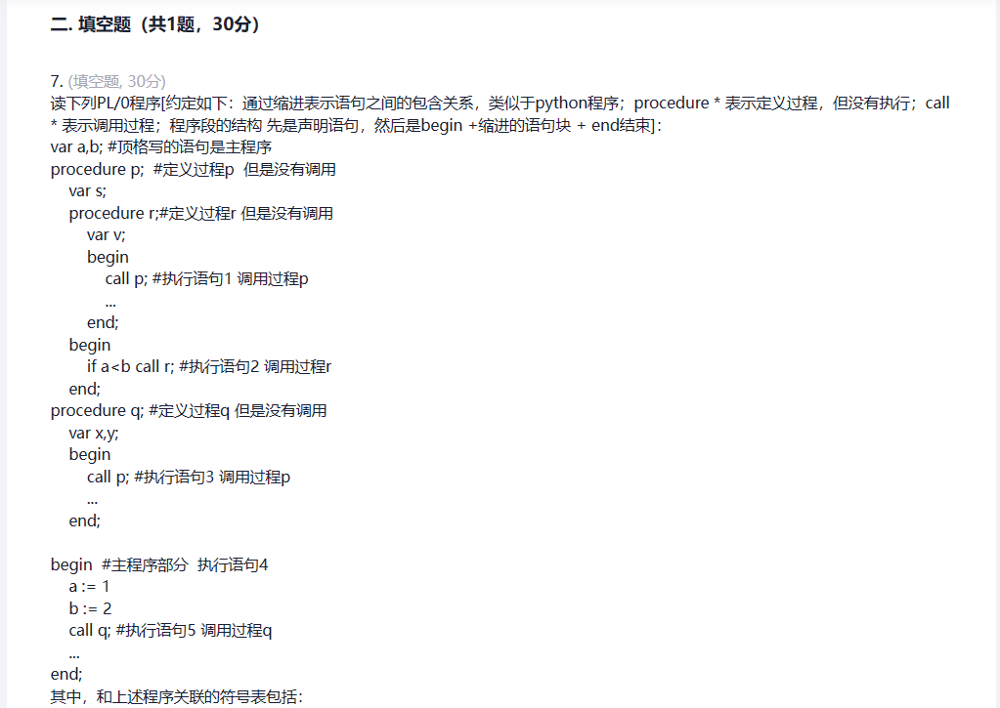 二. 填空题（共1题，30分）
7. (填空题, 30分)
读下列PL/0程序[约定如下：通过缩进表示语句之间的包含关系，类似于python程序；procedure * 表示定义过程，但没有执行；call
* 表示调用过程；程序段的结构 先是声明语句，然后是begin +缩进的语句块 + end结束]：
var a,b; #顶格写的语句是主程序
procedure p;  #定义过程p  但是没有调用
var s;
procedure r;#定义过程r 但是没有调用
var v;
begin
call p; #执行语句1 调用过程p
...
end;
begin
if a<b call r; #执行语句2 调用过程r
end;
procedure q; #定义过程q 但是没有调用
var x,y;
begin
call p; #执行语句3 调用过程p
...
end;
begin  #主程序部分  执行语句4
a := 1
b := 2
call q; #执行语句5 调用过程q
...
end;
其中，和上述程序关联的符号表包括：